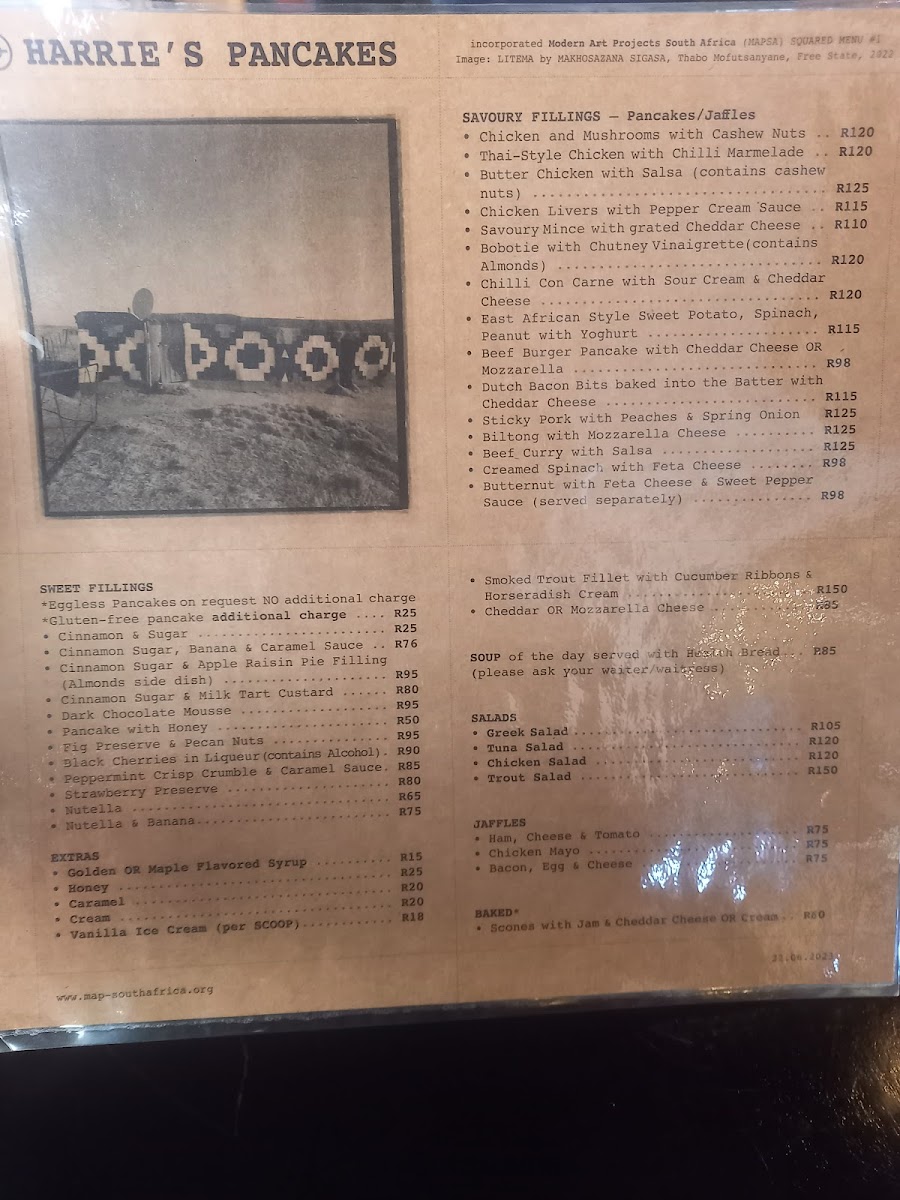 HARRIE'S PANCAKES
incorporated Modern Art Projects South Africa (MAPSA) SQUARED MENU #1
Image: LITEMA by MAKHOSAZANA SIGASA, Thabo Mofutsanyane, Free State, 2022
SAVOURY FILLINGS — Pancakes/Jaffles
• Chicken and Mushrooms with Cashew Nuts .. R120
• Thai-Style Chicken with Chilli Marmelade .. R120
• Butter Chicken with Salsa (contains cashew
nuts) .................................... R125
• Chicken Livers with Pepper Cream Sauce .. R115
• Savoury Mince with grated Cheddar Cheese .. R110
• Bobotie with Chutney Vinaigrette(contains
Almonds) ................................ R120
• Chilli Con Carne with Sour Cream & Cheddar
Cheese .................................. R120
• East African Style Sweet Potato, Spinach,
Peanut with Yoghurt ..................... R115
• Beef Burger Pancake with Cheddar Cheese OR
Mozzarella .............................. R98
• Dutch Bacon Bits baked into the Batter with
Cheddar Cheese .......................... R115
• Sticky Pork with Peaches & Spring Onion R125
• Biltong with Mozzarella Cheese .......... R125
• Beef Curry with Salsa ................... R125
• Creamed Spinach with Feta Cheese ........ R98
• Butternut with Feta Cheese & Sweet Pepper
Sauce (served separately) ............... R98
• Smoked Trout Fillet with Cucumber Ribbons &
Horseradish Cream ....................... R150
• Cheddar OR Mozzarella Cheese ............ R85
SOUP of the day served with Health Bread... R85
(please ask your waiter/waitress)
SALADS
• Greek Salad ............................. R105
• Tuna Salad .............................. R120
• Chicken Salad ........................... R120
• Trout Salad ............................. R150
JAFFLES
• Ham, Cheese & Tomato .................... R75
• Chicken Mayo ............................ R75
• Bacon, Egg & Cheese ..................... R75
BAKED*
• Scones with Jam & Cheddar Cheese OR Cream.. R60
SWEET FILLINGS
*Eggless Pancakes on request NO additional charge
*Gluten-free pancake additional charge .... R25
• Cinnamon & Sugar ........................ R25
• Cinnamon Sugar, Banana & Caramel Sauce .. R76
• Cinnamon Sugar & Apple Raisin Pie Filling
(Almonds side dish) ..................... R95
• Cinnamon Sugar & Milk Tart Custard ...... R80
• Dark Chocolate Mousse ................... R95
• Pancake with Honey ...................... R50
• Fig Preserve & Pecan Nuts ............... R95
• Black Cherries in Liqueur(contains Alcohol). R90
• Peppermint Crisp Crumble & Caramel Sauce. R85
• Strawberry Preserve ..................... R80
• Nutella ................................. R65
• Nutella & Banana......................... R75
EXTRAS
• Golden OR Maple Flavored Syrup .......... R15
• Honey ................................... R25
• Caramel ................................. R20
• Cream ................................... R20
• Vanilla Ice Cream (per SCOOP)............ R18
www.map-southafrica.org